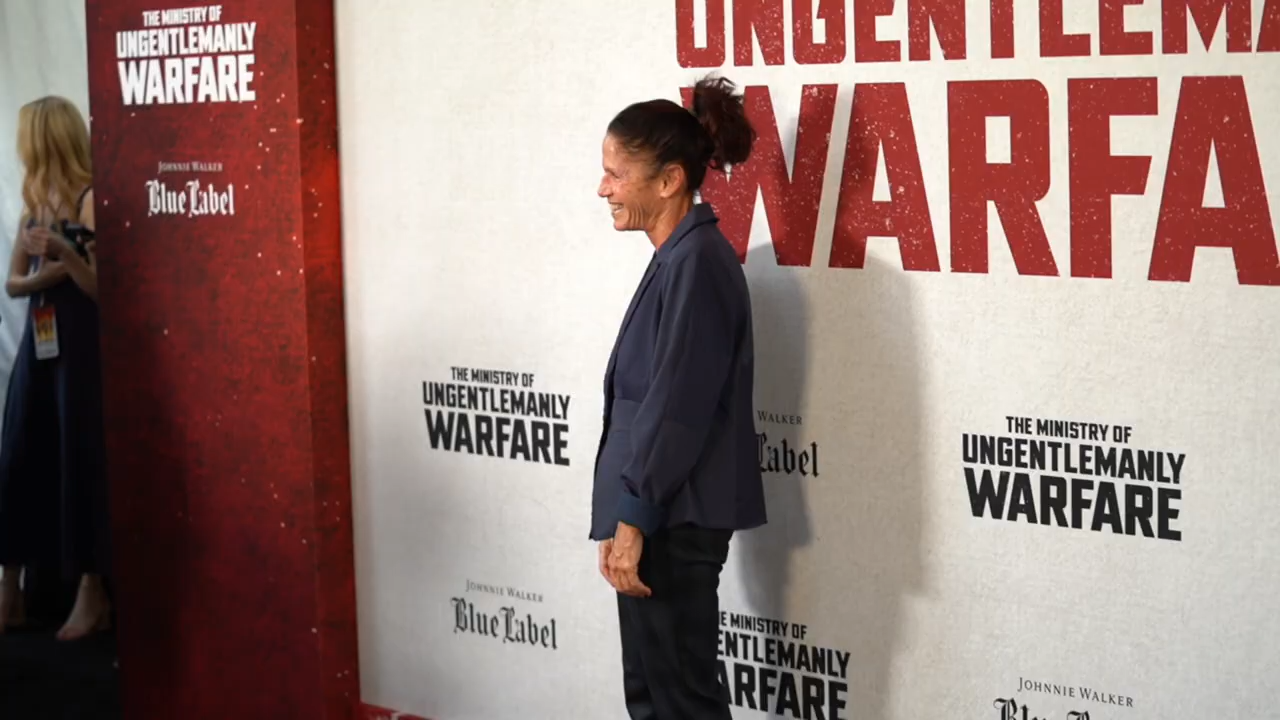 THE MINISTRY OF
UNGENTLEMANLY
WARFARE
JOHNNIE WALKER
Blue Label
UNGENTLEMA
WARFA
THE MINISTRY OF
UNGENTLEMANLY
WARFARE
WALKER
Label
THE MINISTRY OF
UNGENTLEMANLY
WARFARE
JOHNNIE WALKER
Blue Label
E MINISTRY OF
ENTLEMANLY
ARFARE
JOHNNIE WALKER